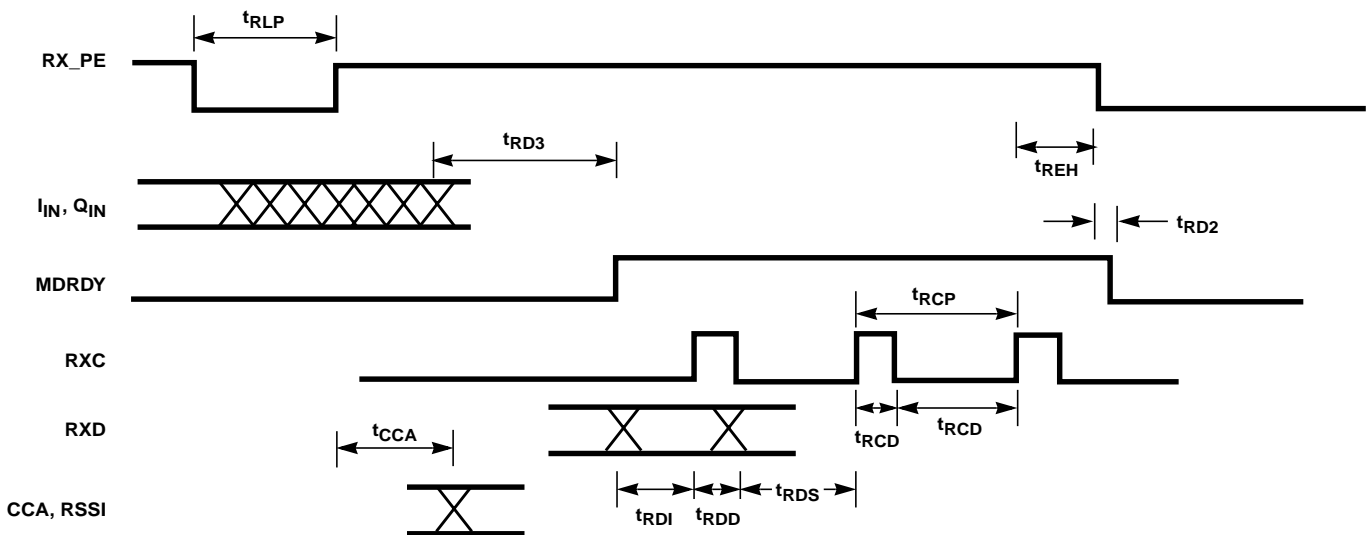 tRLP
RX_PE
tRD3
tREH
IIN, QIN
tRD2
MDRDY
tRCP
RXC
RXD
tCCA
tRCD
tRCD
tRDS
CCA, RSSI
tRDI
tRDD